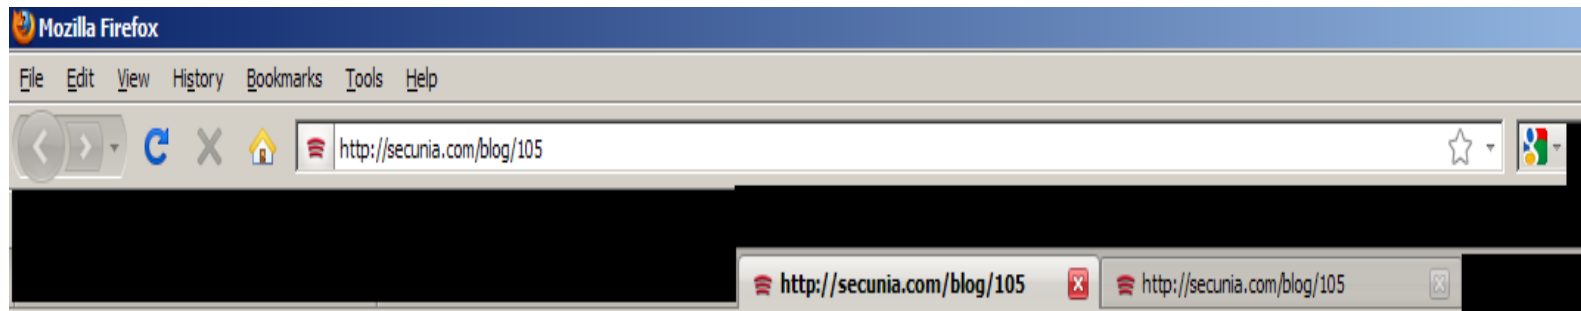 Mozilla Firefox
File Edit View History Bookmarks Tools Help
http://secunia.com/blog/105
http://secunia.com/blog/105 http://secunia.com/blog/105